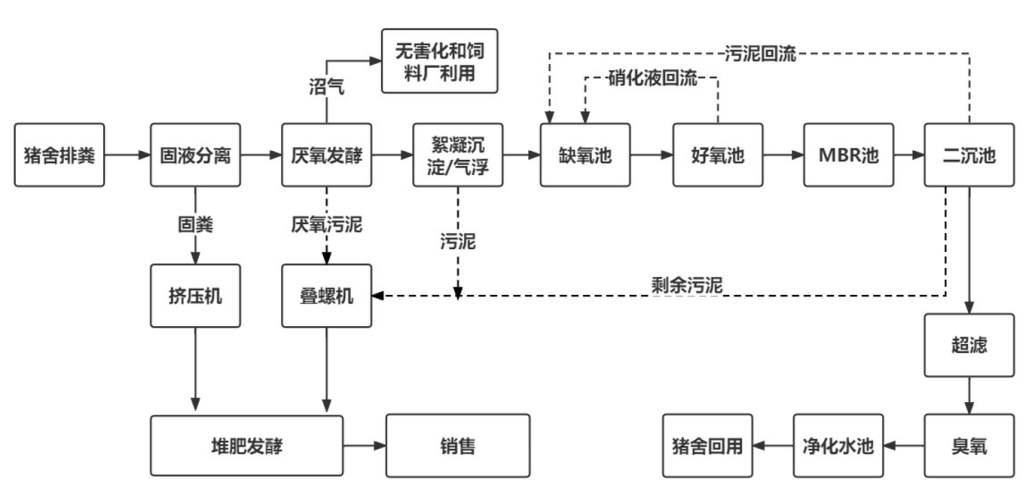 无害化和饲
料厂利用
污泥回流
硝化液回流
沼气
猪舍排粪
固液分离
厌氧发酵
絮凝沉
淀/气浮
缺氧池
好氧池
MBR池
二沉池
固粪
厌氧污泥
污泥
挤压机
叠螺机
剩余污泥
超滤
堆肥发酵
销售
猪舍回用
净化水池
臭氧